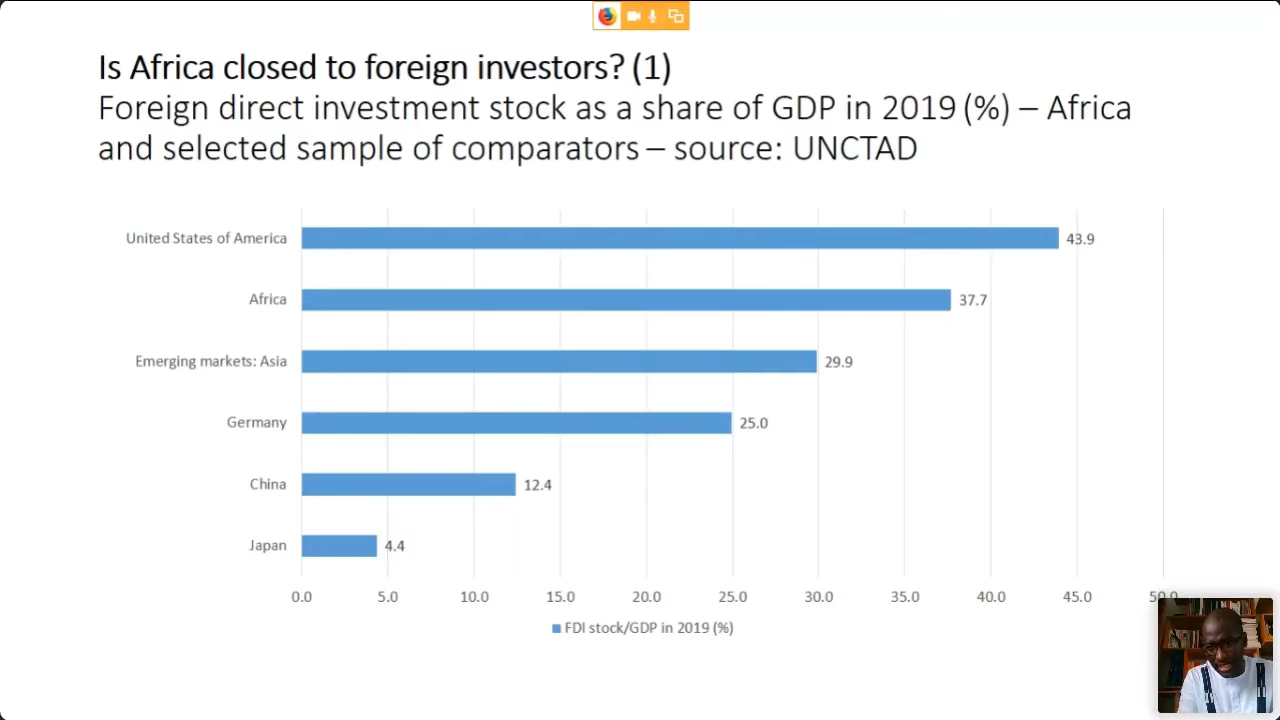 Is Africa closed to foreign investors? (1)
Foreign direct investment stock as a share of GDP in 2019 (%) – Africa
and selected sample of comparators – source: UNCTAD
United States of America 43.9
Africa 37.7
Emerging markets: Asia 29.9
Germany 25.0
China 12.4
Japan 4.4
0.0 5.0 10.0 15.0 20.0 25.0 30.0 35.0 40.0 45.0 50.0
FDI stock/GDP in 2019 (%)